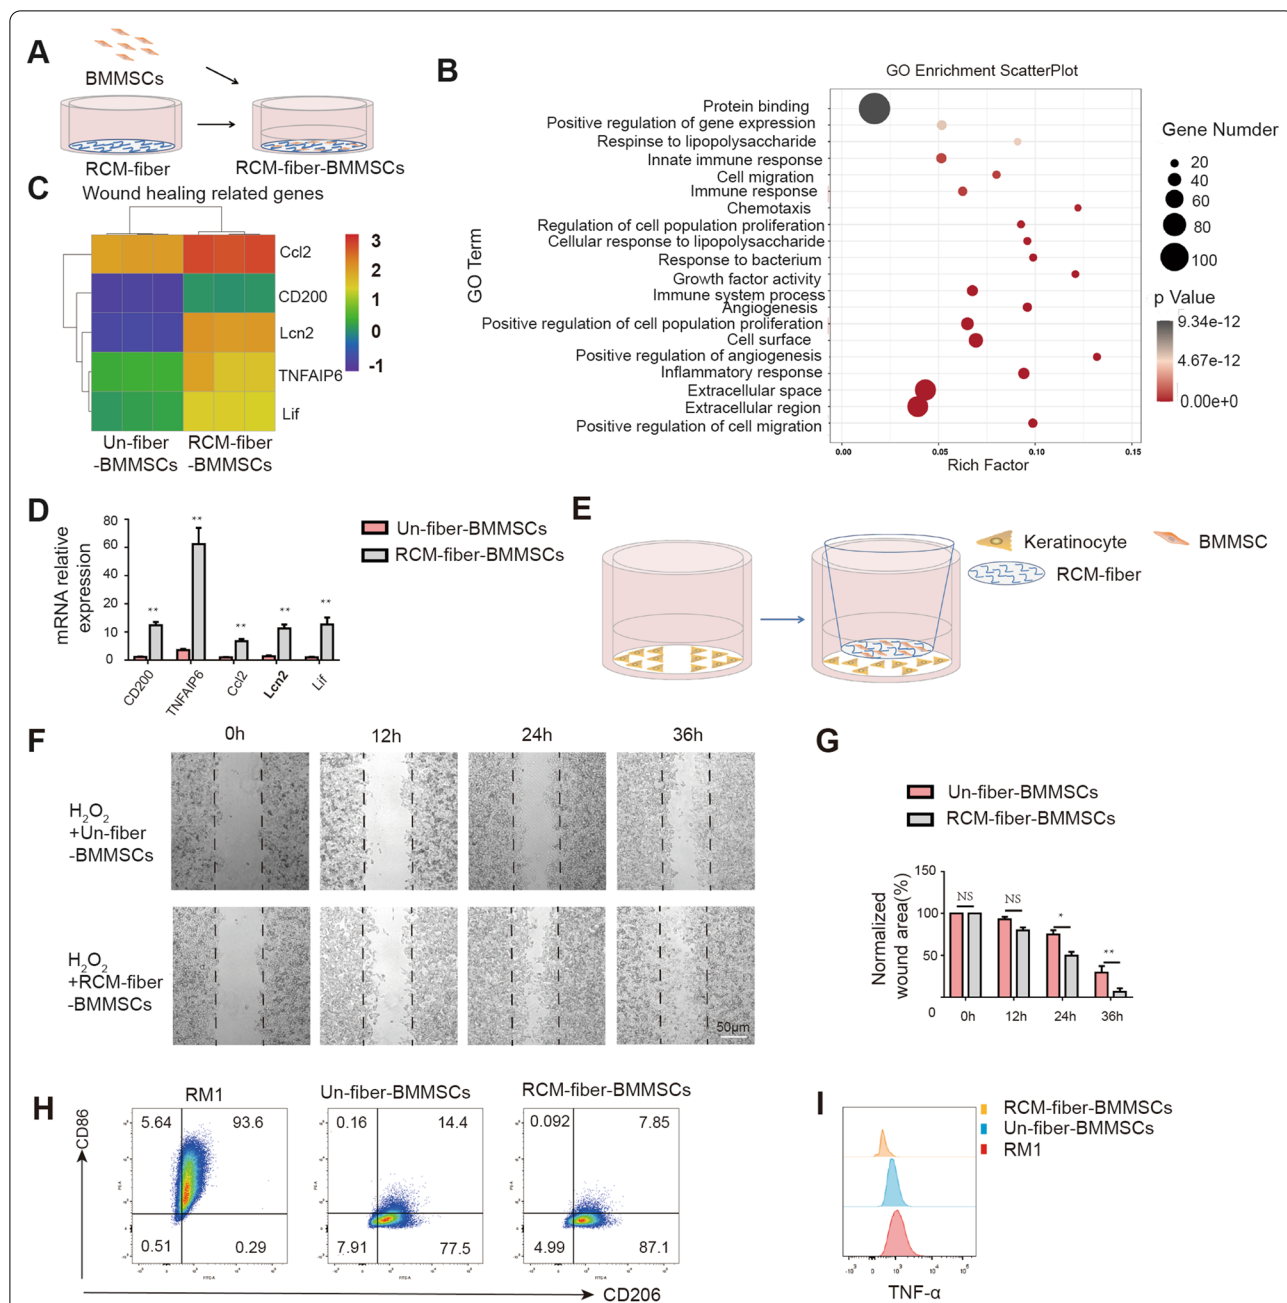 A
BMMSCs
RCM-fiber
RCM-fiber-BMMSCs
B
GO Enrichment ScatterPlot
GO Term
Protein binding
Positive regulation of gene expression
Respinse to lipopolysaccharide
Innate immune response
Cell migration
Immune response
Chemotaxis
Regulation of cell population proliferation
Cellular response to lipopolysaccharide
Response to bacterium
Growth factor activity
Immune system process
Angiogenesis
Positive regulation of cell population proliferation
Cell surface
Positive regulation of angiogenesis
Inflammatory response
Extracellular space
Extracellular region
Positive regulation of cell migration
0.00 0.05 0.10 0.15
Rich Factor
Gene Numder
20
40
60
80
100
p Value
9.34e-12
4.67e-12
0.00e+0
C
Wound healing related genes
Ccl2
CD200
Lcn2
TNFAIP6
Lif
3
2
1
0
-1
Un-fiber
-BMMSCs
RCM-fiber
-BMMSCs
D
mRNA relative
expression
80
60
40
20
10
0
** ** ** ** **
CD200 TNFAIP6 Ccl2 Lcn2 Lif
Un-fiber-BMMSCs
RCM-fiber-BMMSCs
E
Keratinocyte
BMMSC
RCM-fiber
F
0h 12h 24h 36h
H2O2
+Un-fiber
-BMMSCs
H2O2
+RCM-fiber
-BMMSCs
50μm
G
Un-fiber-BMMSCs
RCM-fiber-BMMSCs
Normalized
wound area(%)
150
100
50
0
NS NS * **
0h 12h 24h 36h
H
CD86
RM1
5.64 93.6
0.51 0.29
Un-fiber-BMMSCs
0.16 14.4
7.91 77.5
RCM-fiber-BMMSCs
0.092 7.85
4.99 87.1
CD206
I
RCM-fiber-BMMSCs
Un-fiber-BMMSCs
RM1
TNF-α